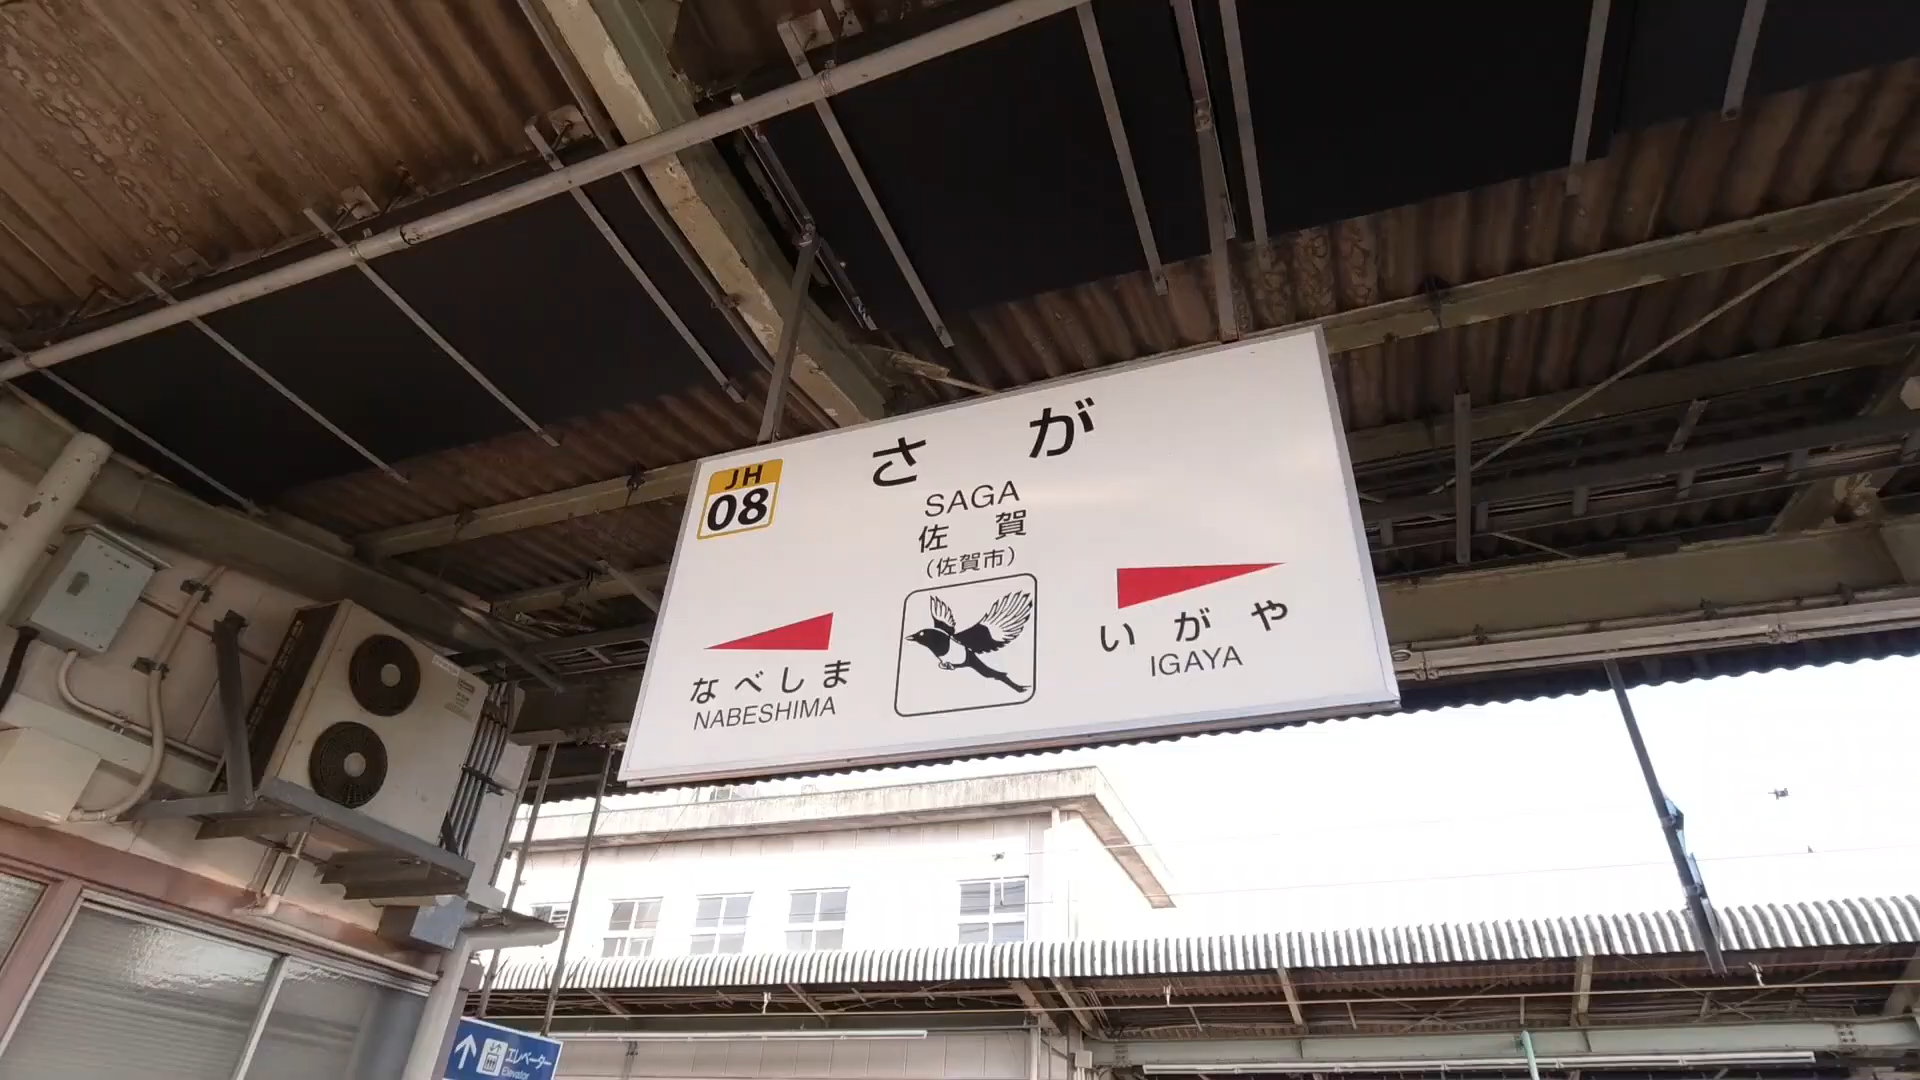 JH
08
さが
SAGA
佐賀
(佐賀市)
なべしま
NABESHIMA
いがや
IGAYA
エレベーター
Elevator